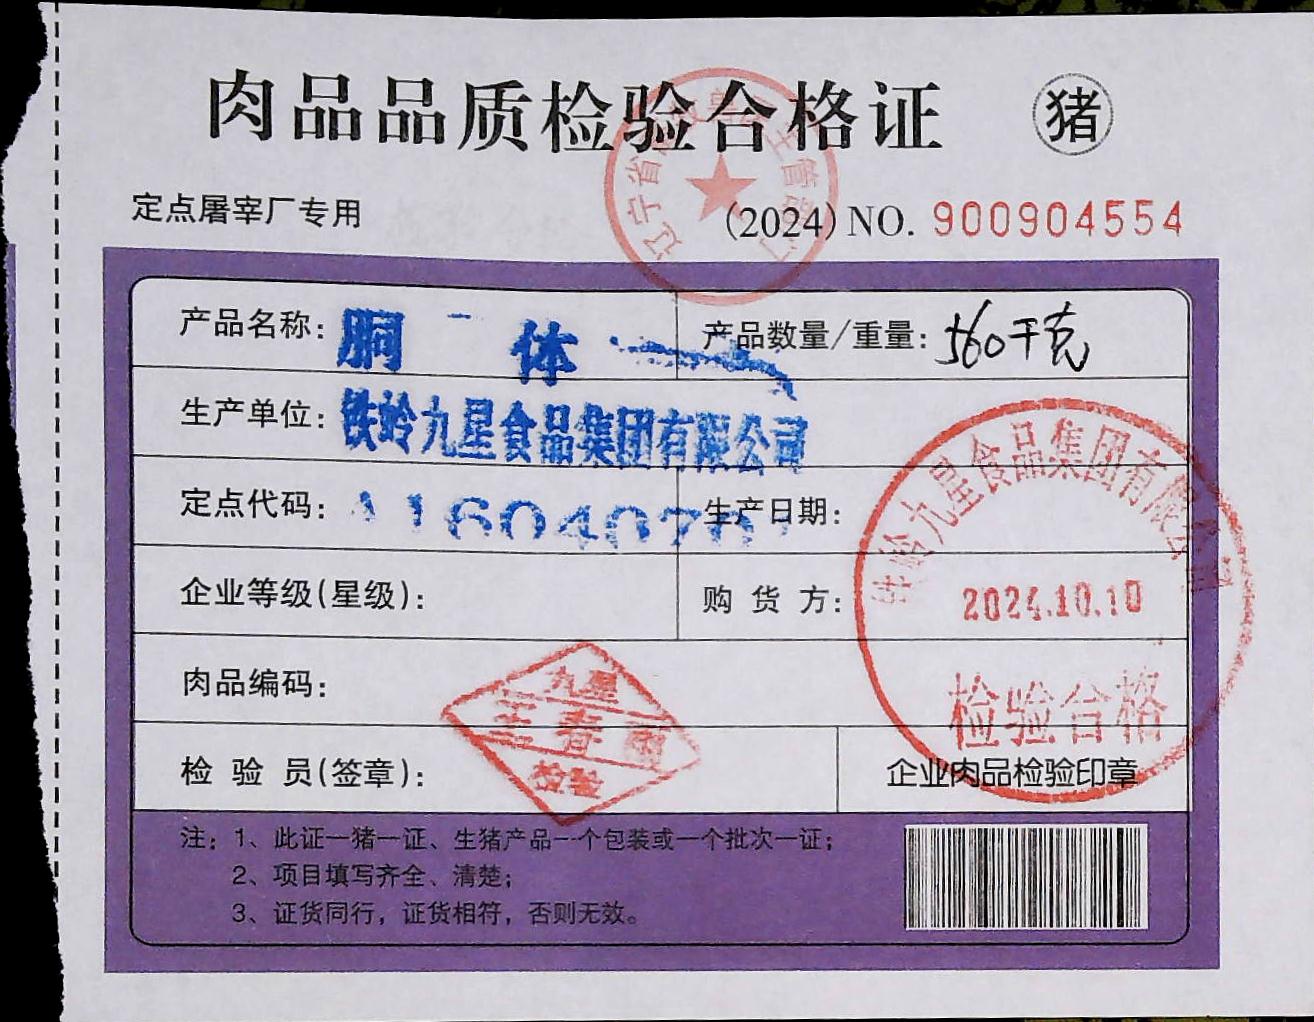 肉品品质检验合格证 猪
定点屠宰厂专用
(2024) NO. 900904554
产品名称: 胴 体
产品数量/重量: 560千克
生产单位: 铁岭九星食品集团有限公司
定点代码:
生产日期:
企业等级(星级):
购 货 方:
肉品编码:
检 验 员(签章):
九星
检验
铁岭九星食品集团有限公司
2024.10.10
检验合格
企业肉品检验印章
注: 1、此证一猪一证、生猪产品一个包装或一个批次一证;
2、项目填写齐全、清楚;
3、证货同行，证货相符，否则无效。